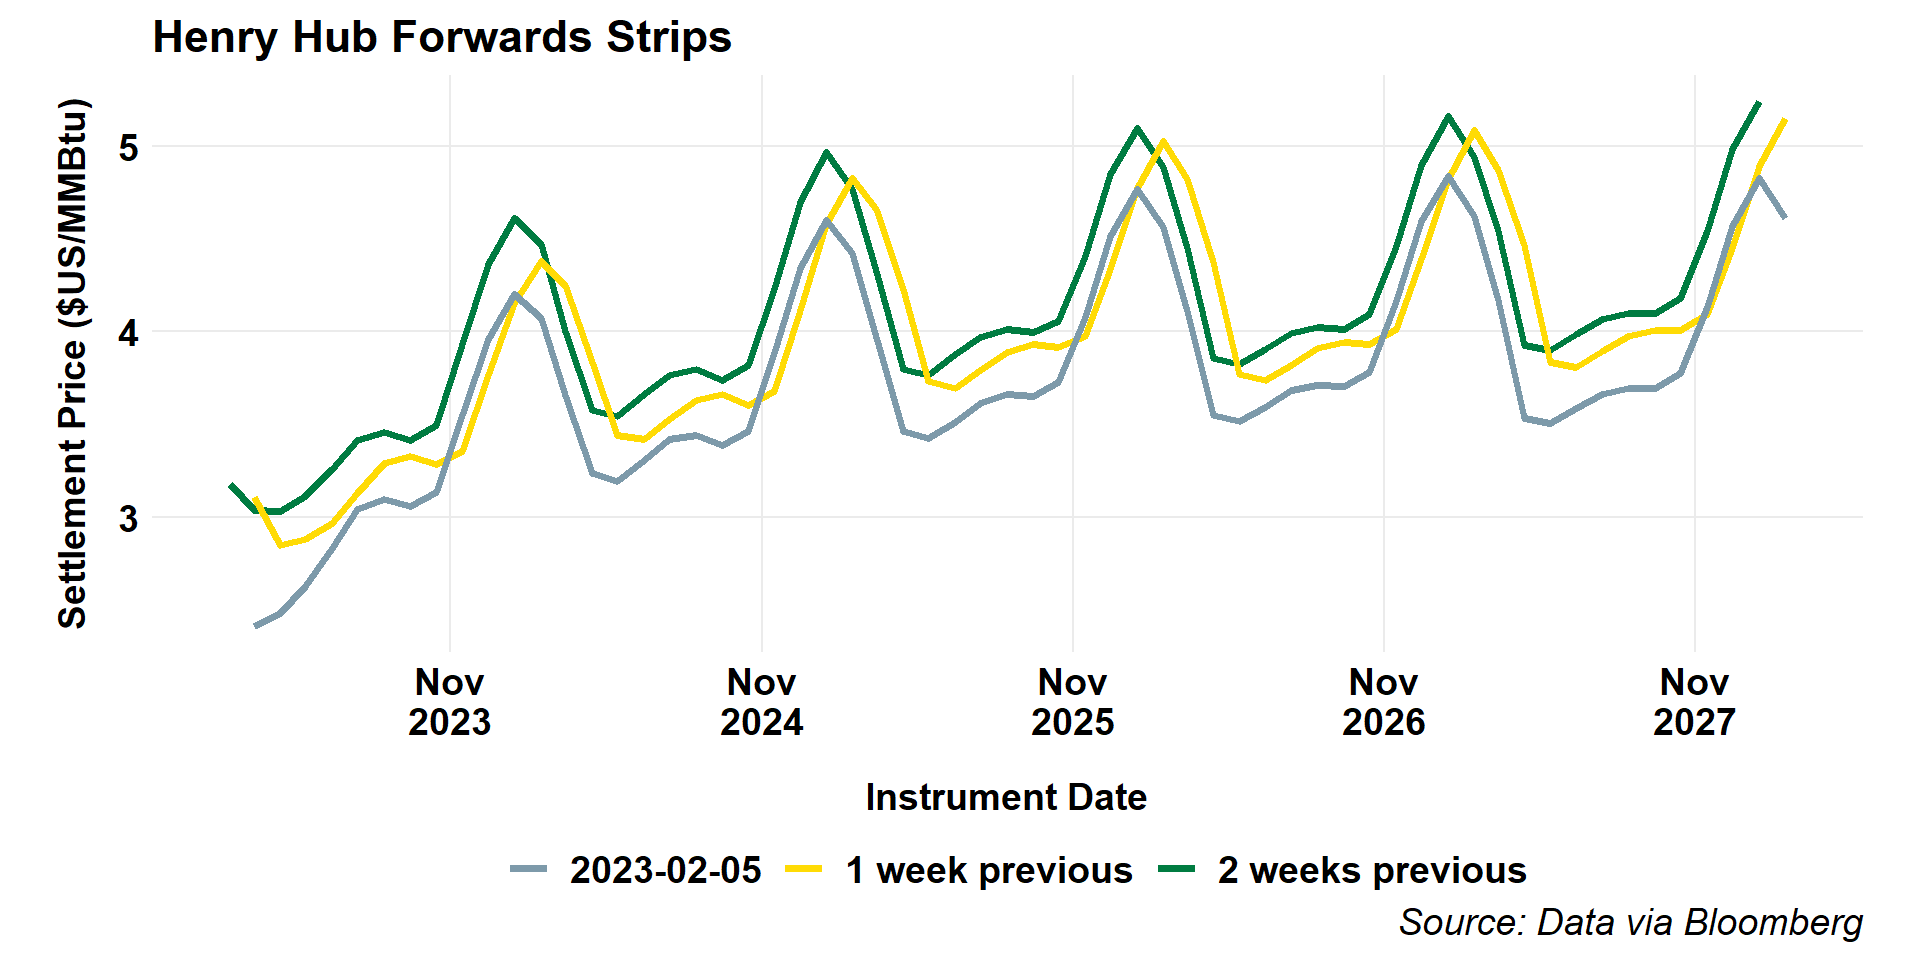 Henry Hub Forwards Strips
Settlement Price ($US/MMBtu)
5
4
3
Nov 2023
Nov 2024
Nov 2025
Nov 2026
Nov 2027
Instrument Date
2023-02-05
1 week previous
2 weeks previous
Source: Data via Bloomberg